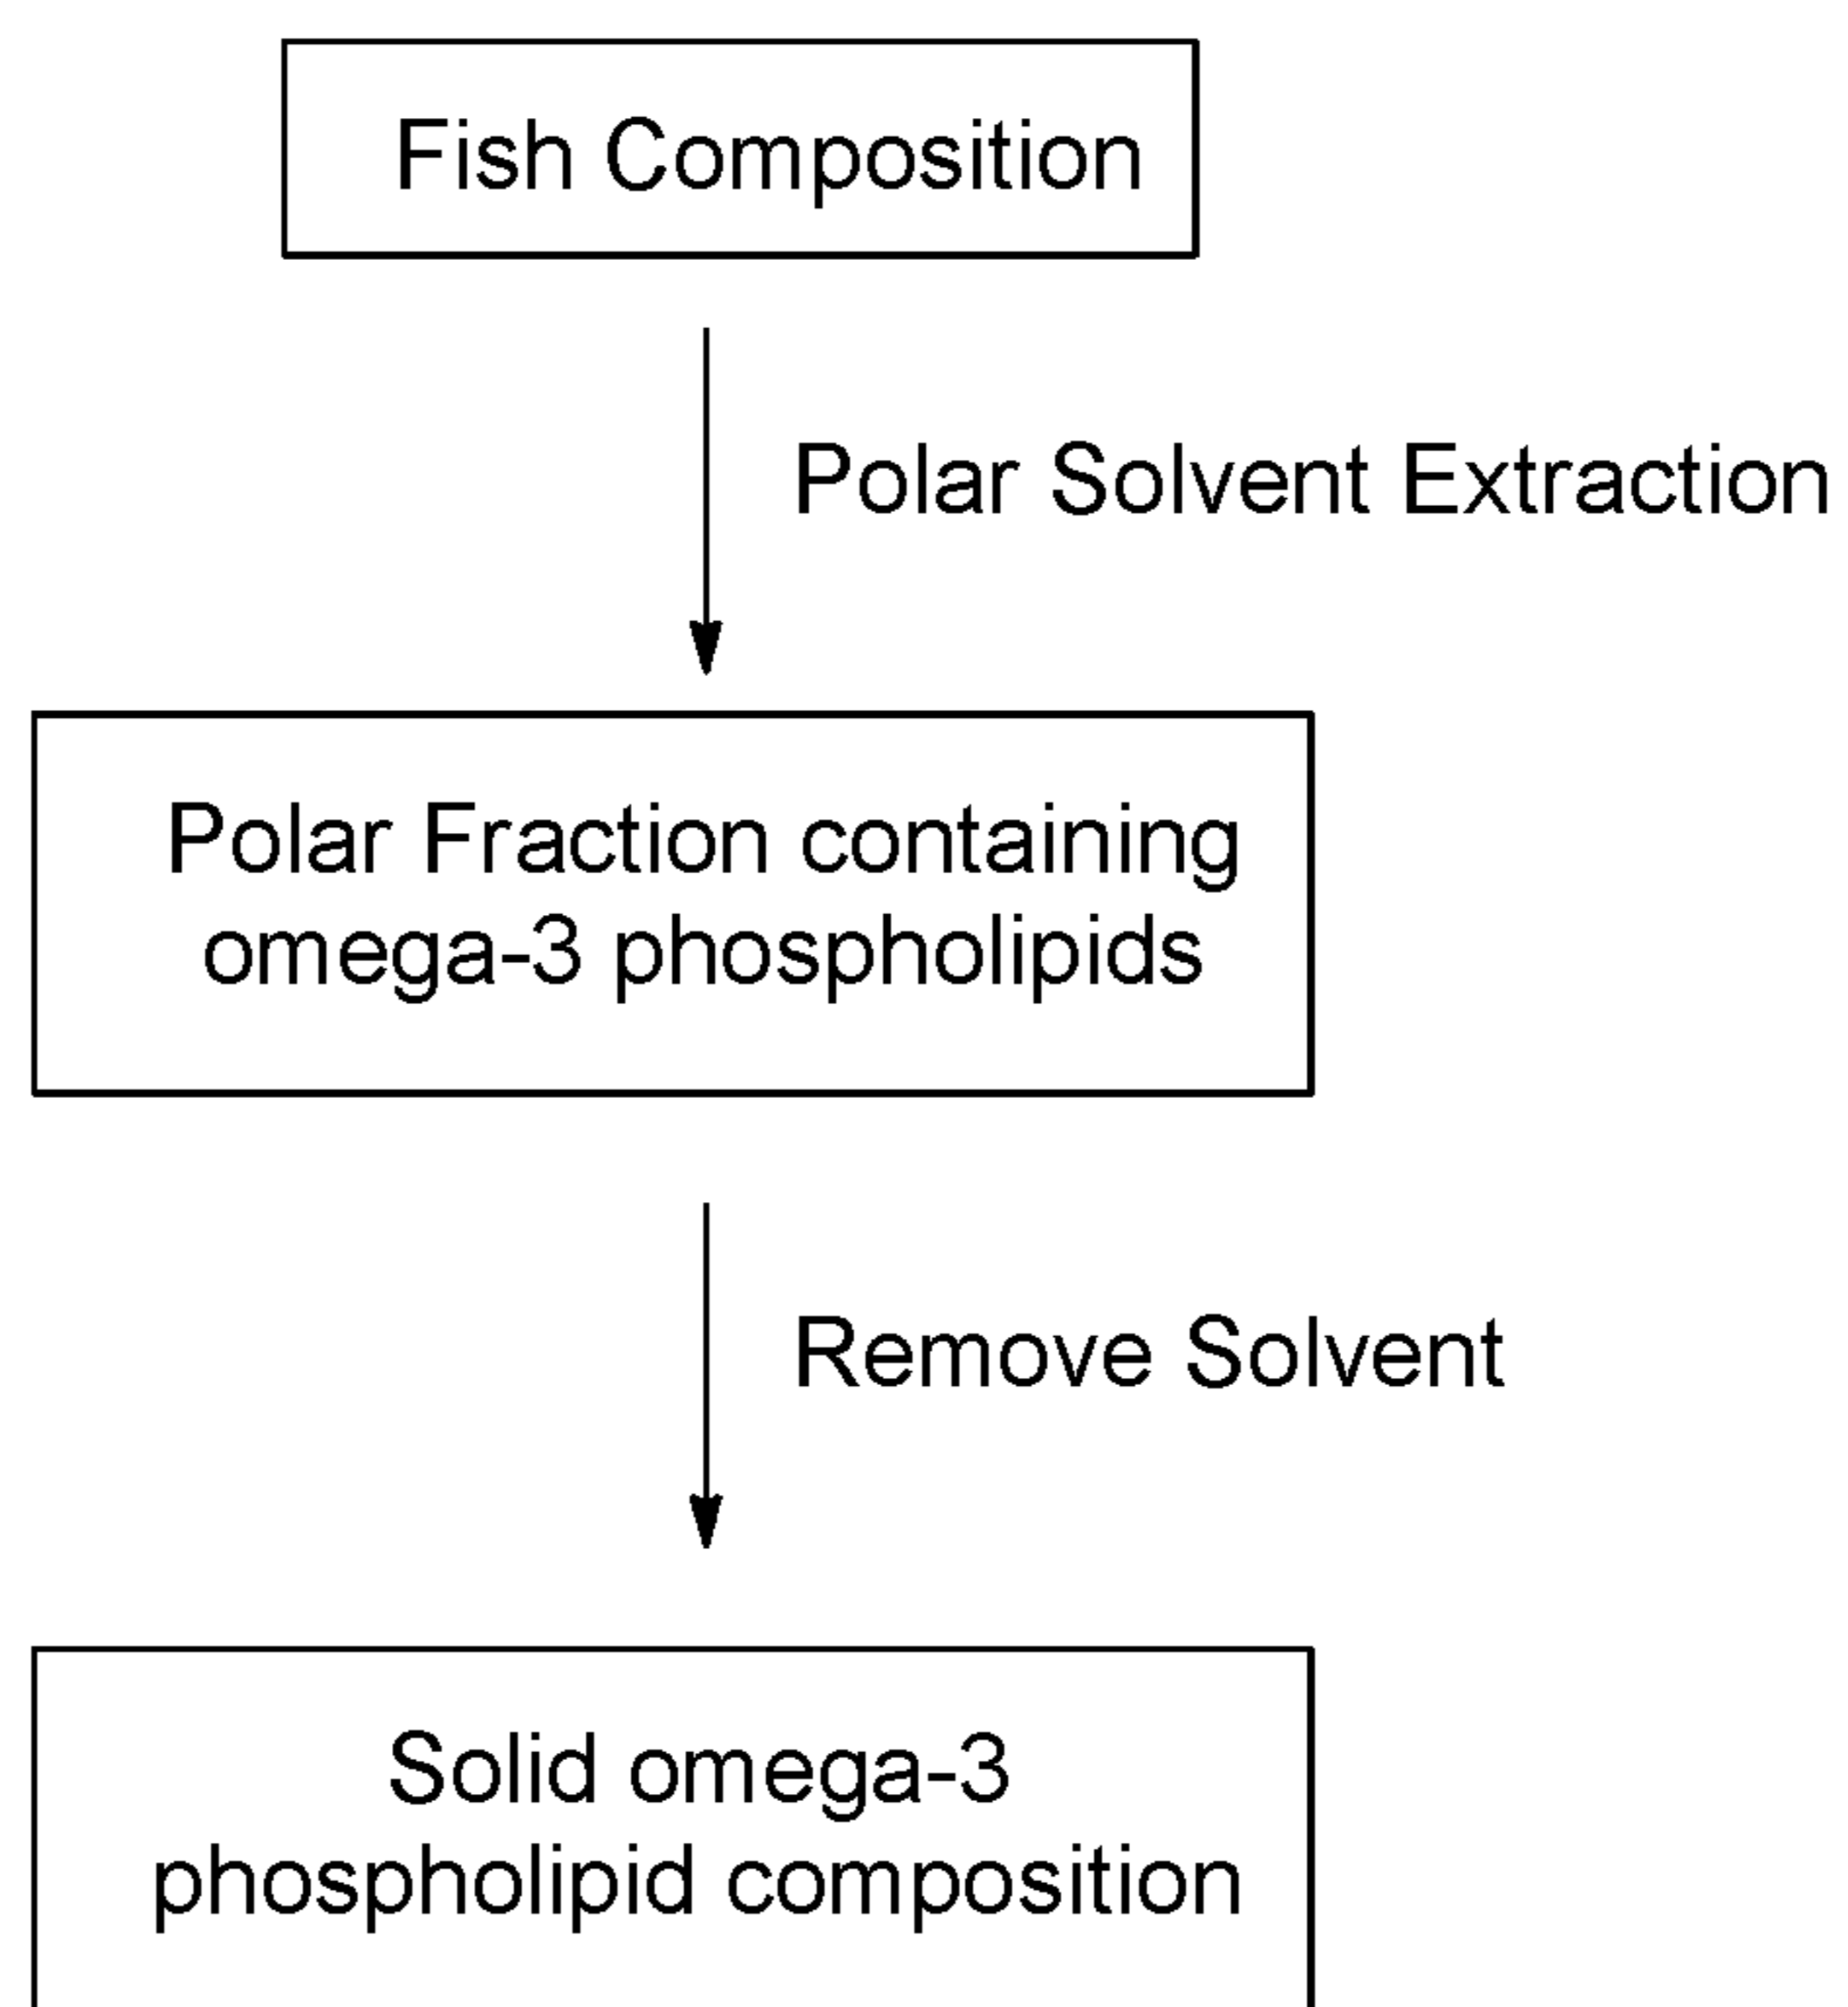 Fish Composition
Polar Solvent Extraction
Polar Fraction containing
omega-3 phospholipids
Remove Solvent
Solid omega-3
phospholipid composition